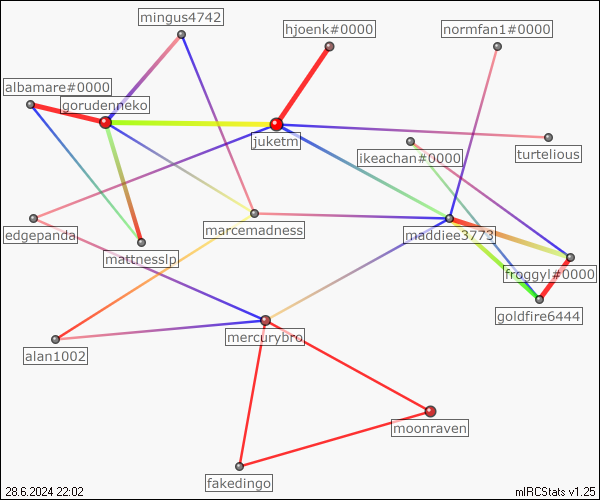 mingus4742
hjoenk#0000
normfan1#0000
albamare#0000
gorudenneko
juketm
ikeachan#0000
turtelious
edgepanda
marcemadness
maddiee3773
mattnesslp
froggyl#0000
goldfire6444
mercurybro
alan1002
moonraven
fakedingo
28.6.2024 22:02
mIRCStats v1.25